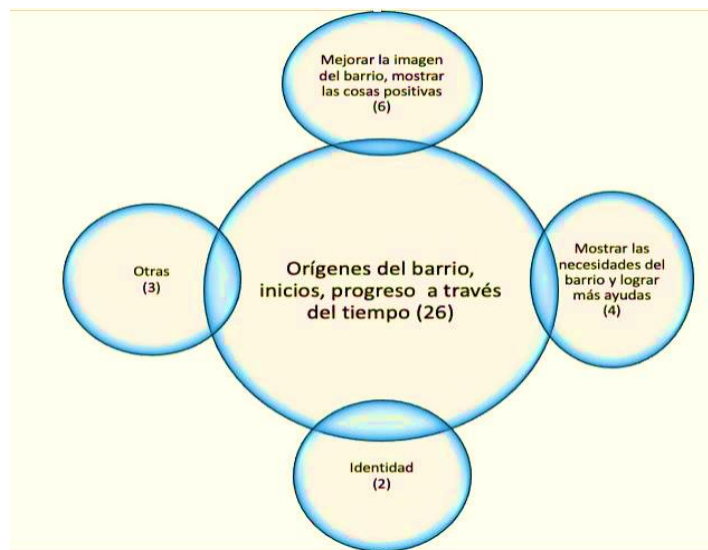 Mejorar la imagen
del barrio, mostrar
las cosas positivas
(6)
Otras
(3)
Orígenes del barrio,
inicios, progreso a través
del tiempo (26)
Mostrar las
necesidades del
barrio y lograr
más ayudas
(4)
Identidad
(2)